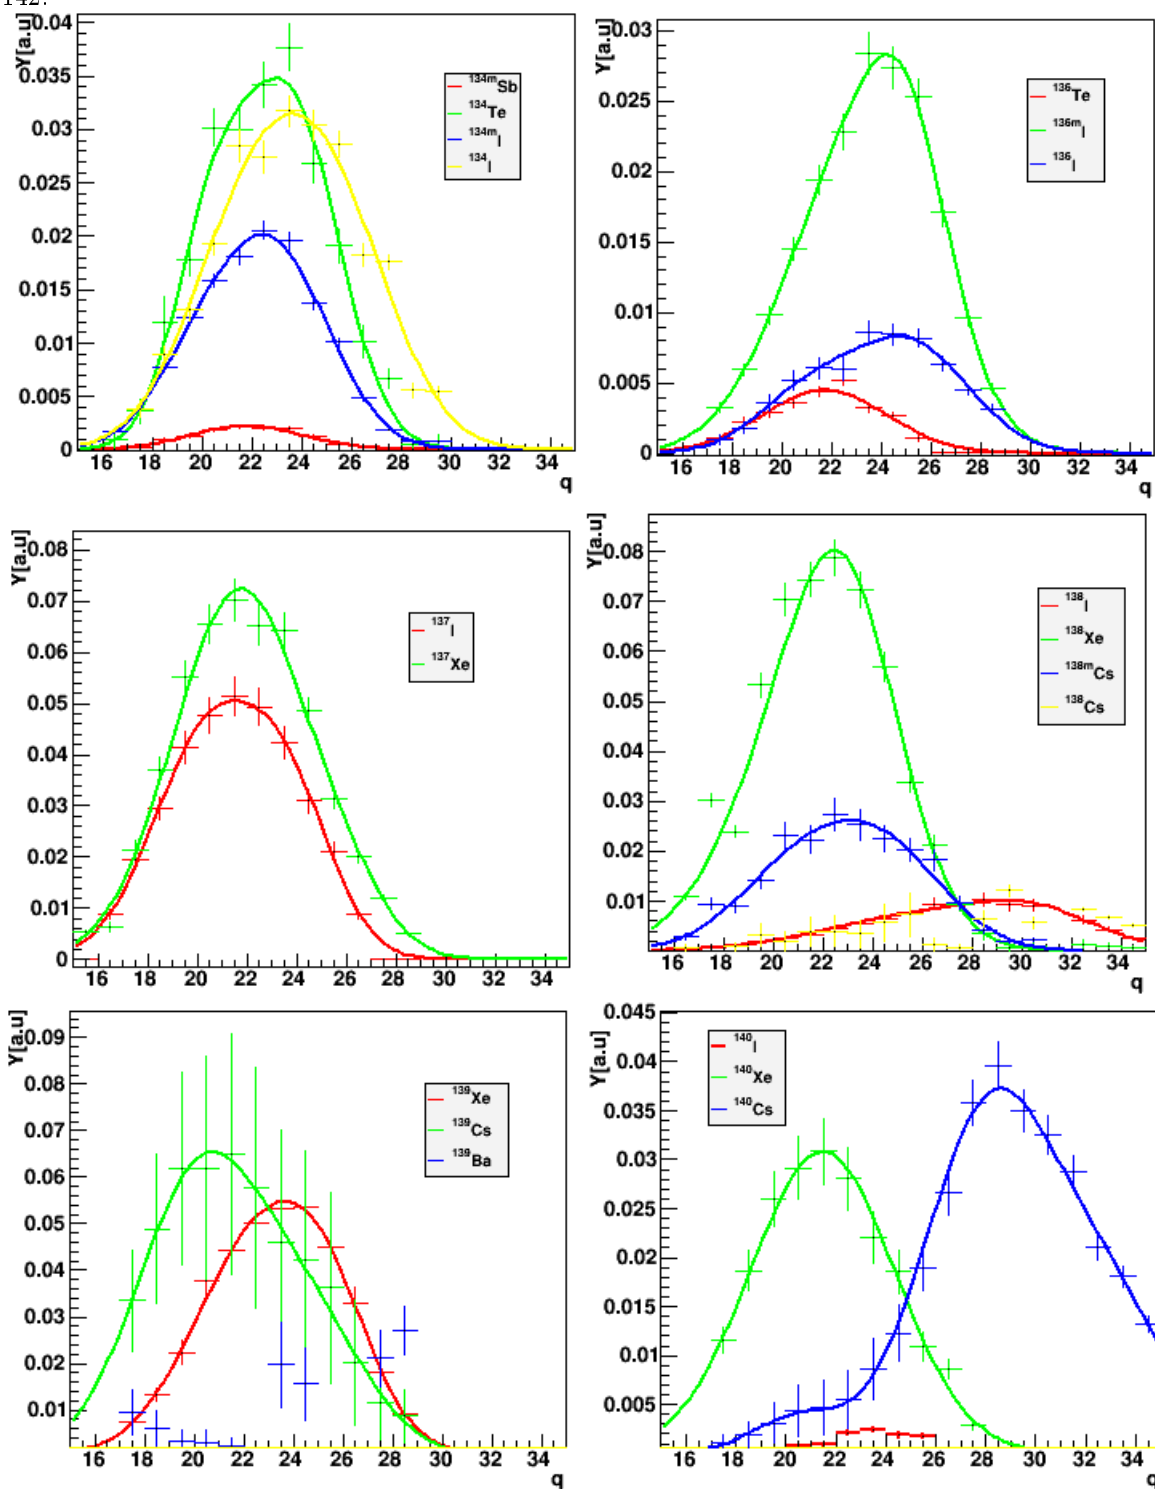 142.
Y[a.u]
0.04
0.035
0.03
0.025
0.02
0.015
0.01
0.005
0
16 18 20 22 24 26 28 30 32 34
q
134mSb
134Te
134mI
134I
Y[a.u]
0.03
0.025
0.02
0.015
0.01
0.005
0
16 18 20 22 24 26 28 30 32 34
q
136Te
136mI
136I
Y[a.u]
0.08
0.07
0.06
0.05
0.04
0.03
0.02
0.01
0
16 18 20 22 24 26 28 30 32 34
q
137I
137Xe
Y[a.u]
0.08
0.07
0.06
0.05
0.04
0.03
0.02
0.01
16 18 20 22 24 26 28 30 32 34
q
138I
138Xe
138mCs
138Cs
Y[a.u]
0.09
0.08
0.07
0.06
0.05
0.04
0.03
0.02
0.01
16 18 20 22 24 26 28 30 32 34
q
139Xe
139Cs
139Ba
Y[a.u]
0.045
0.04
0.035
0.03
0.025
0.02
0.015
0.01
0.005
16 18 20 22 24 26 28 30 32 34
q
140I
140Xe
140Cs